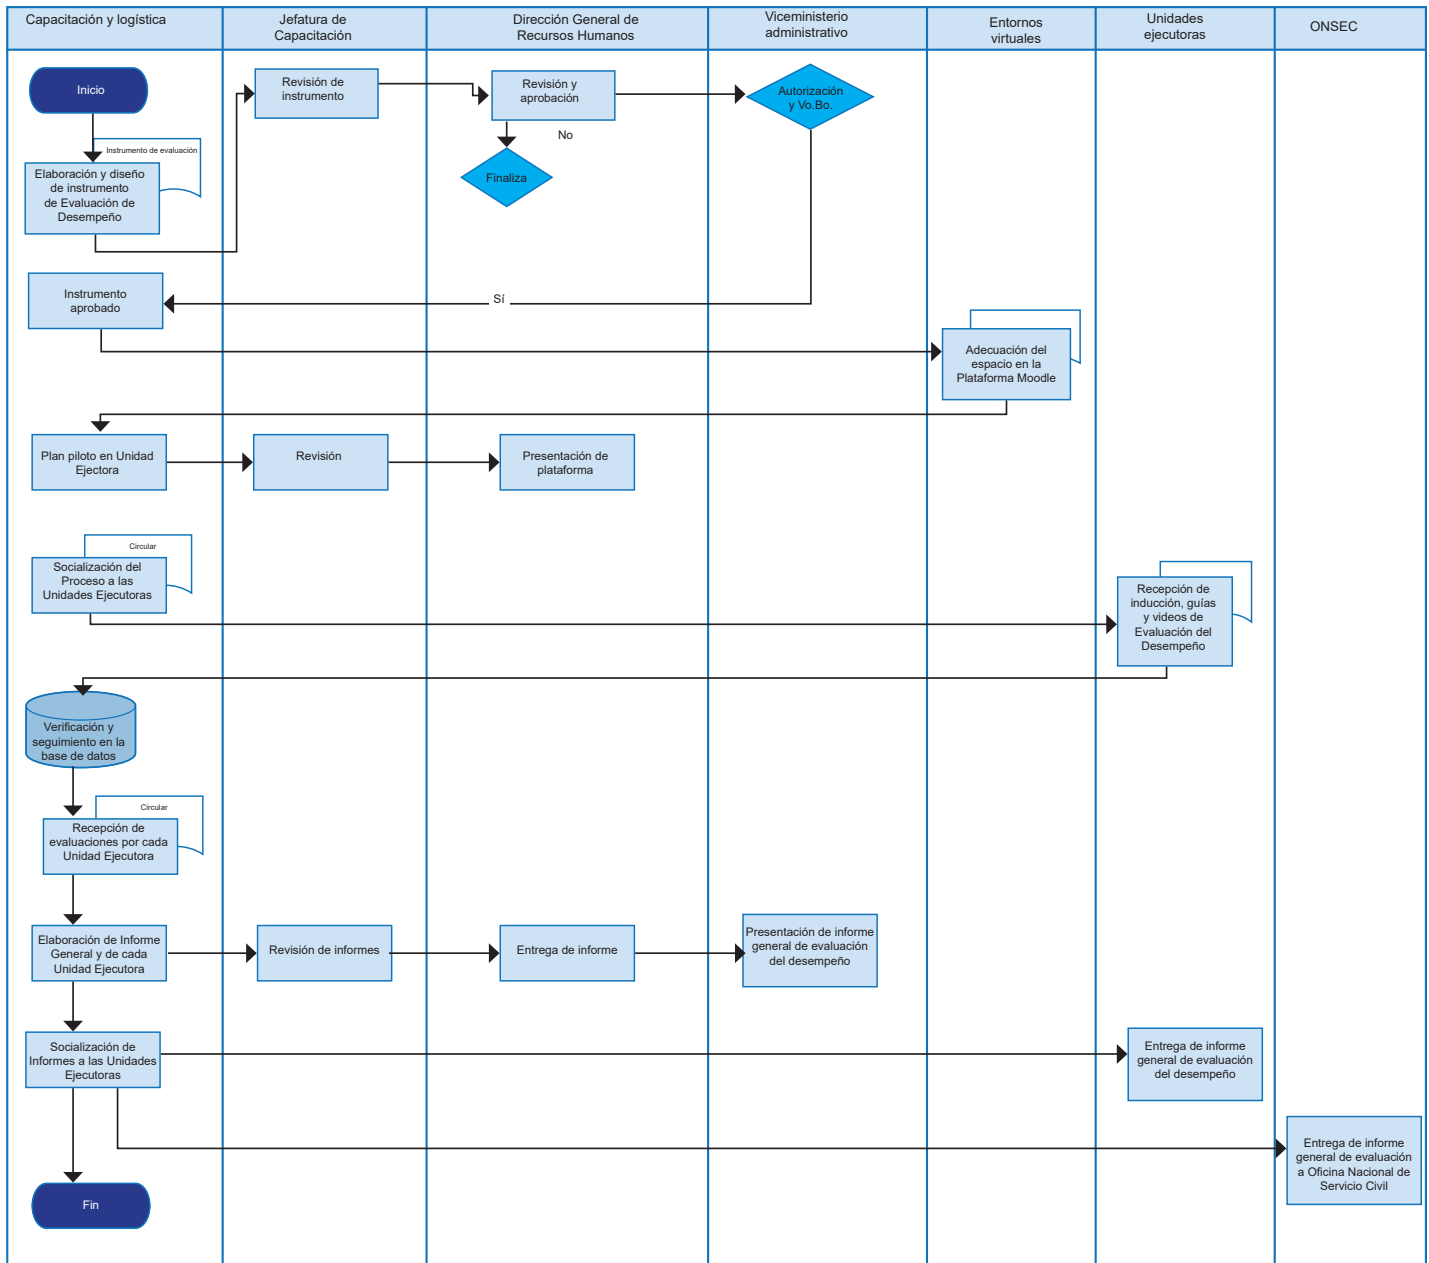 Capacitación y logística
Jefatura de
Capacitación
Dirección General de
Recursos Humanos
Viceministerio
administrativo
Entornos
virtuales
Unidades
ejecutoras
ONSEC
Inicio
Revisión de
instrumento
Revisión y
aprobación
Autorización
y Vo.Bo.
No
Finaliza
Instrumento de evaluación
Elaboración y diseño
de instrumento
de Evaluación de
Desempeño
Instrumento
aprobado
Sí
Adecuación del
espacio en la
Plataforma Moodle
Plan piloto en Unidad
Ejectora
Revisión
Presentación de
plataforma
Circular
Socialización del
Proceso a las
Unidades Ejecutoras
Recepción de
inducción, guías
y videos de
Evaluación del
Desempeño
Verificación y
seguimiento en la
base de datos
Circular
Recepción de
evaluaciones por cada
Unidad Ejecutora
Elaboración de Informe
General y de cada
Unidad Ejecutora
Revisión de informes
Entrega de informe
Presentación de informe
general de evaluación
del desempeño
Socialización de
Informes a las Unidades
Ejecutoras
Entrega de informe
general de evaluación
del desempeño
Entrega de informe
general de evaluación
a Oficina Nacional de
Servicio Civil
Fin